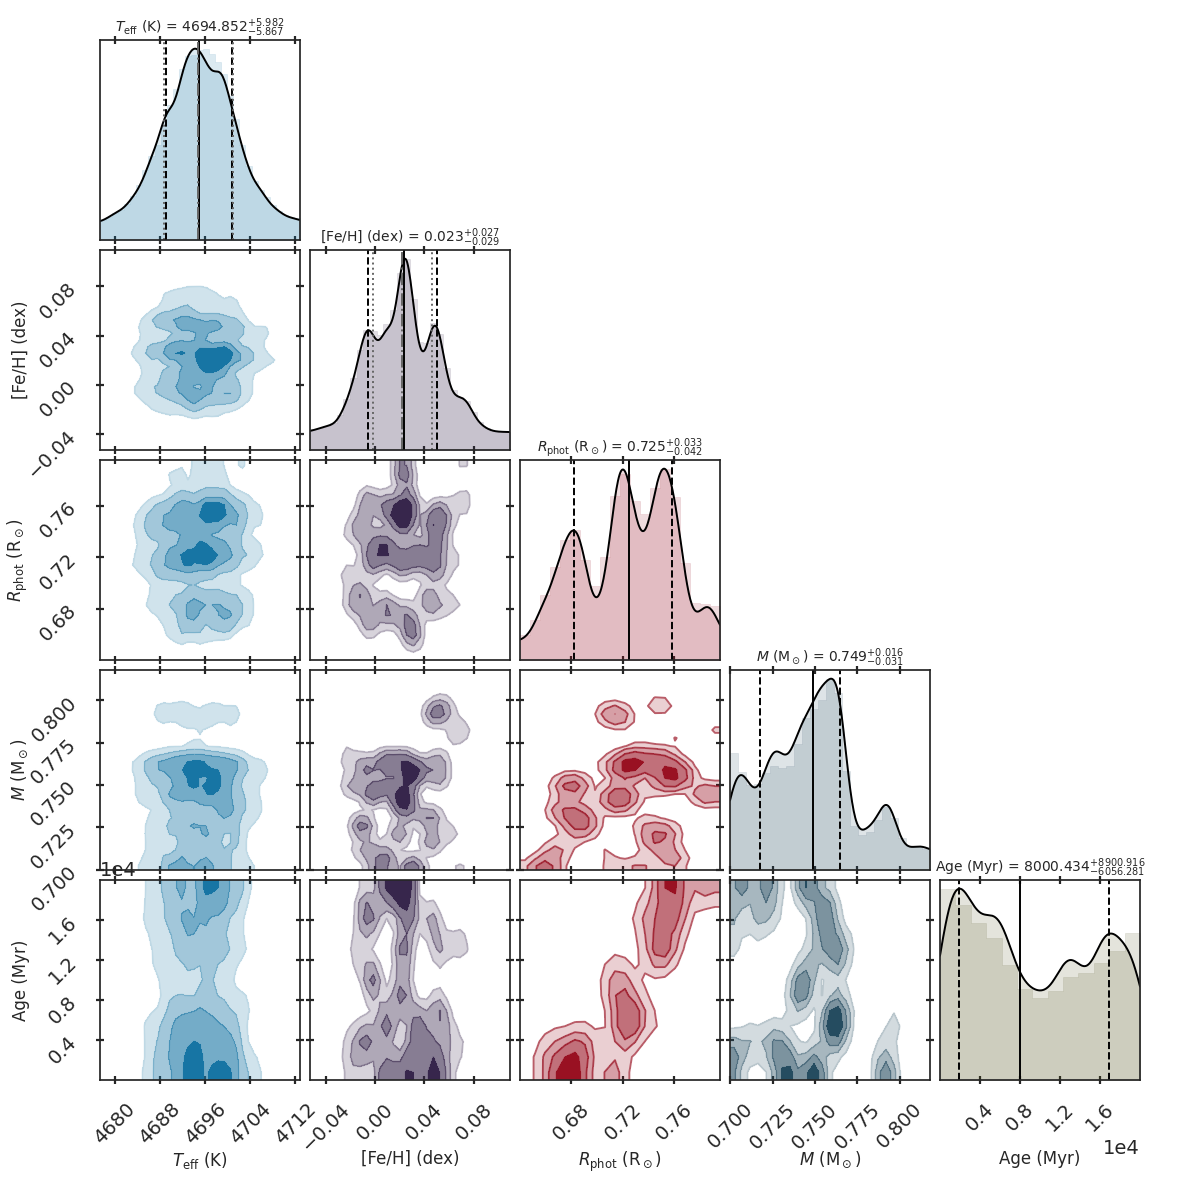 T_eff (K) = 4694.852 +5.982 −5.867
[Fe/H] (dex) = 0.023 +0.027 −0.029
[Fe/H] (dex)
0.08
0.04
0.00
−0.04
R_phot (R_⊙) = 0.725 +0.033 −0.042
R_phot (R_⊙)
0.76
0.72
0.68
M (M_⊙) = 0.749 +0.016 −0.031
M (M_⊙)
0.800
0.775
0.750
0.725
0.700
1e4
Age (Myr) = 8000.434 +8900.916 −6056.281
Age (Myr)
1.6
1.2
0.8
0.4
4680 4688 4696 4704 4712 −0.04 0.00 0.04 0.08 0.68 0.72 0.76 0.700 0.725 0.750 0.775 0.800 0.4 0.8 1.2 1.6
1e4
T_eff (K) [Fe/H] (dex) R_phot (R_⊙) M (M_⊙) Age (Myr)